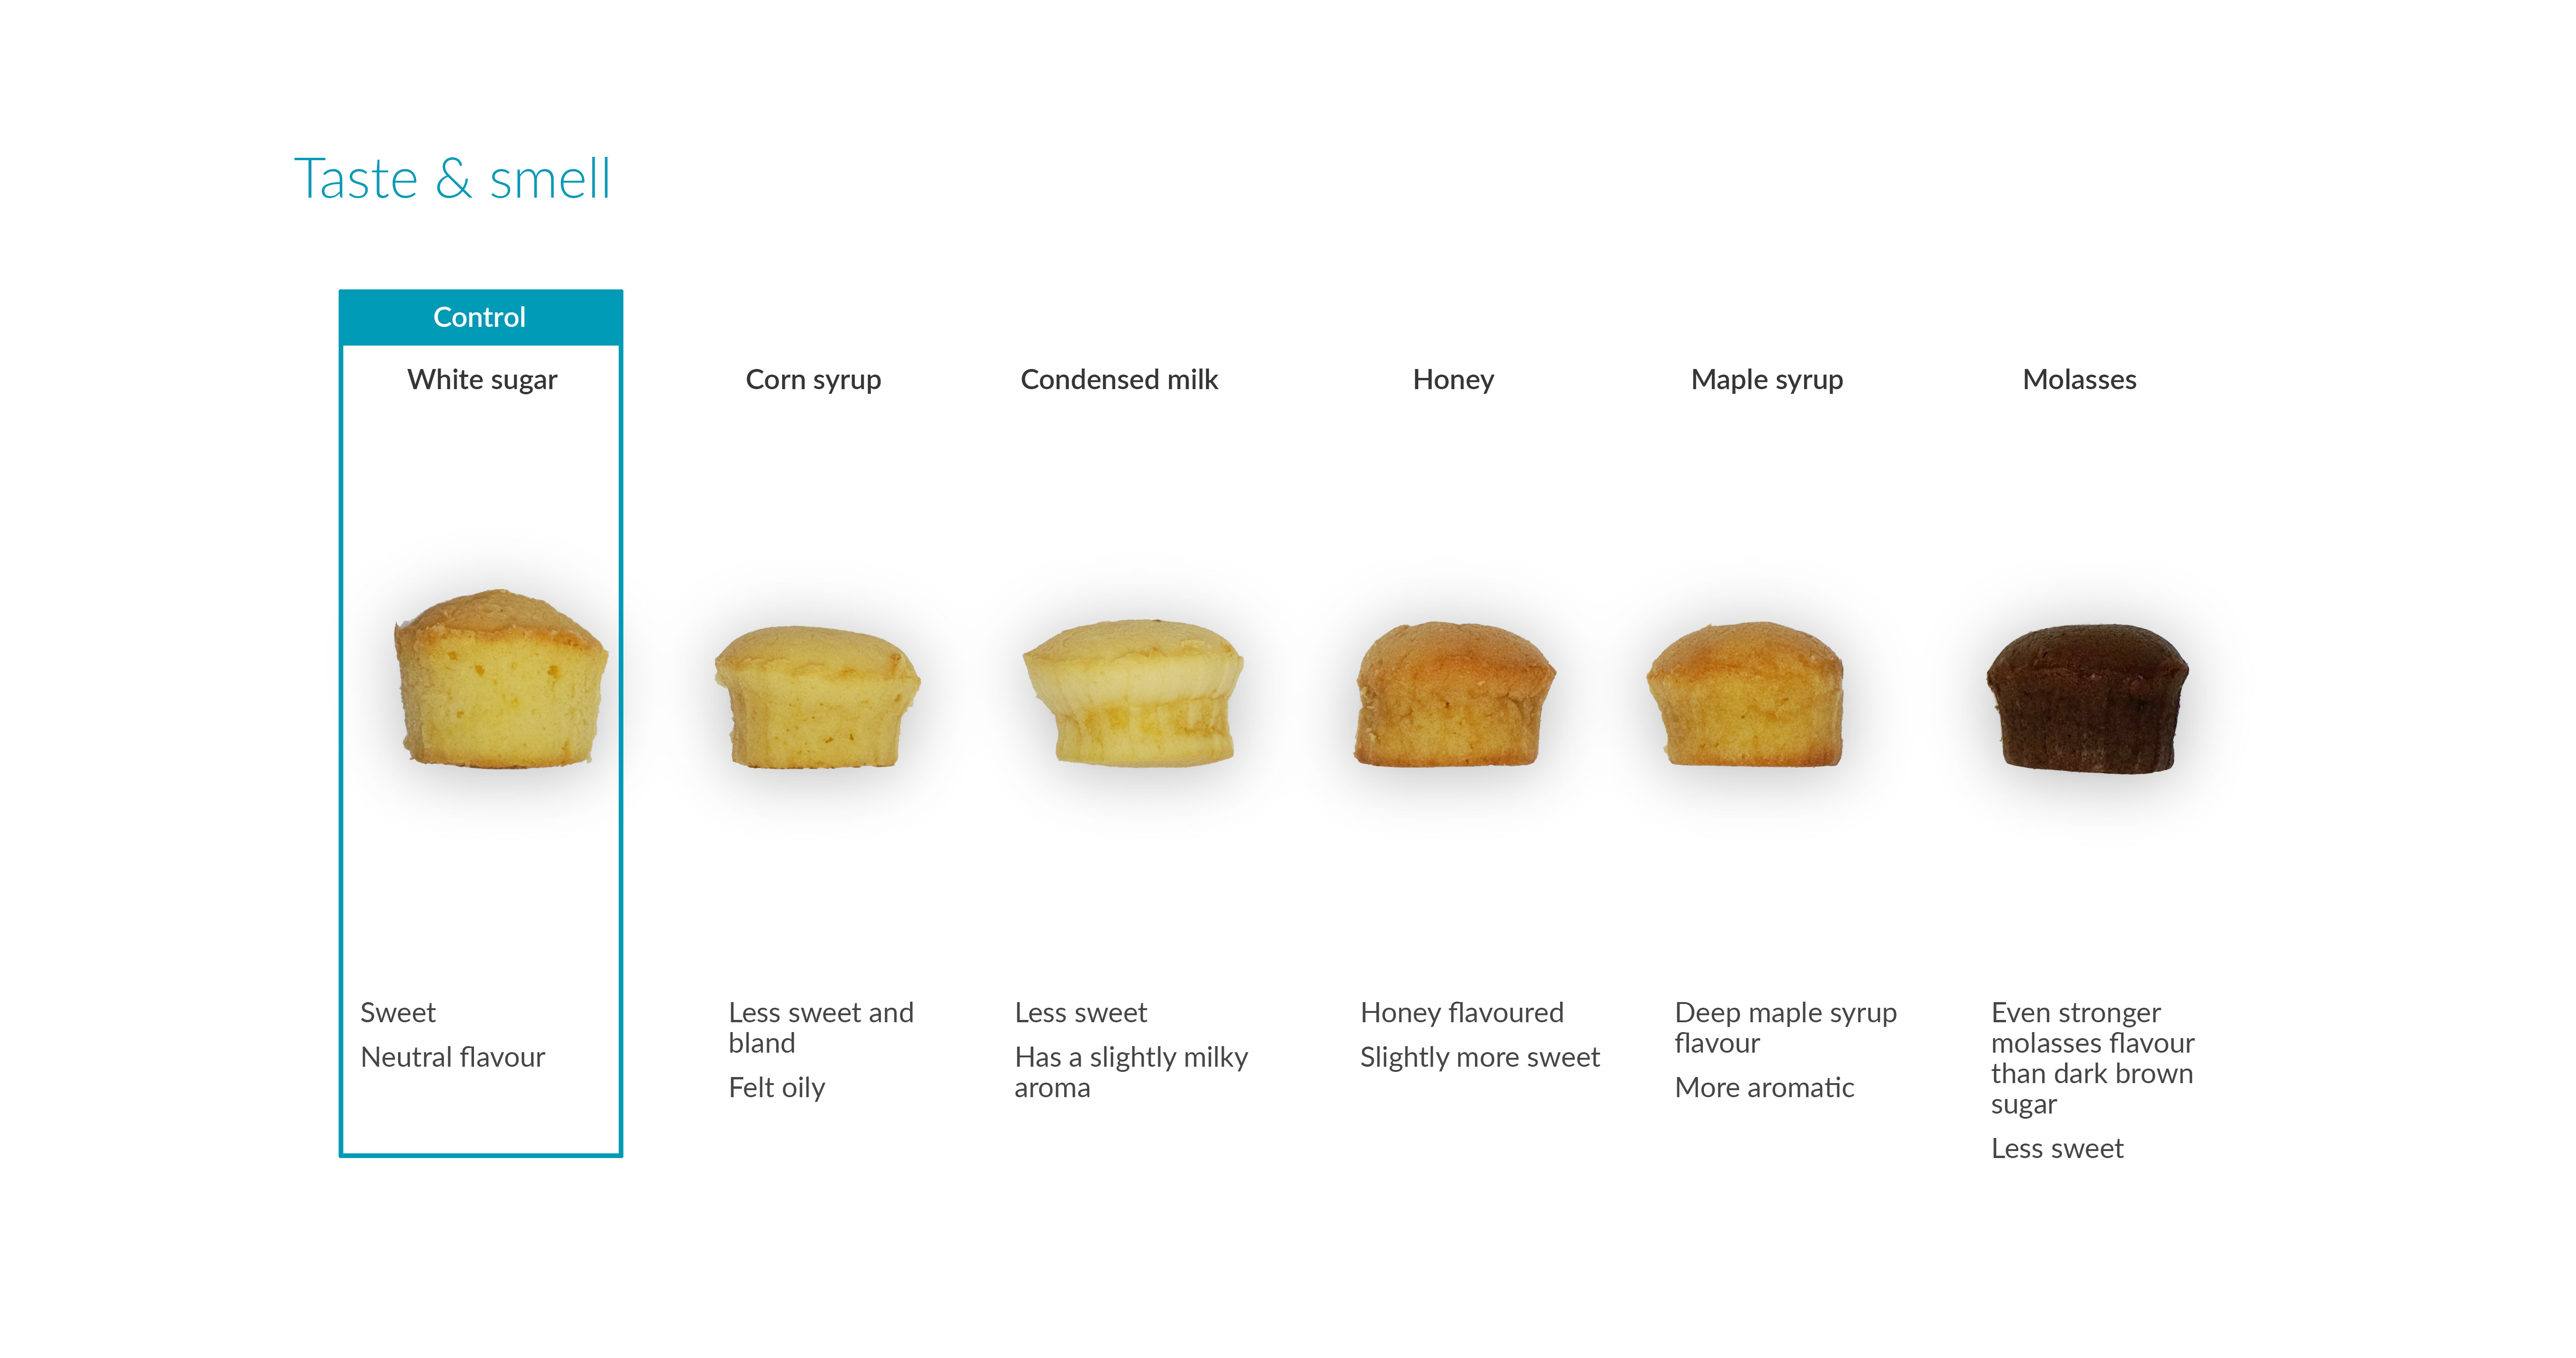 Taste & smell
Control
White sugar
Corn syrup
Condensed milk
Honey
Maple syrup
Molasses
Sweet
Neutral flavour
Less sweet and
bland
Felt oily
Less sweet
Has a slightly milky
aroma
Honey flavoured
Slightly more sweet
Deep maple syrup
flavour
More aromatic
Even stronger
molasses flavour
than dark brown
sugar
Less sweet